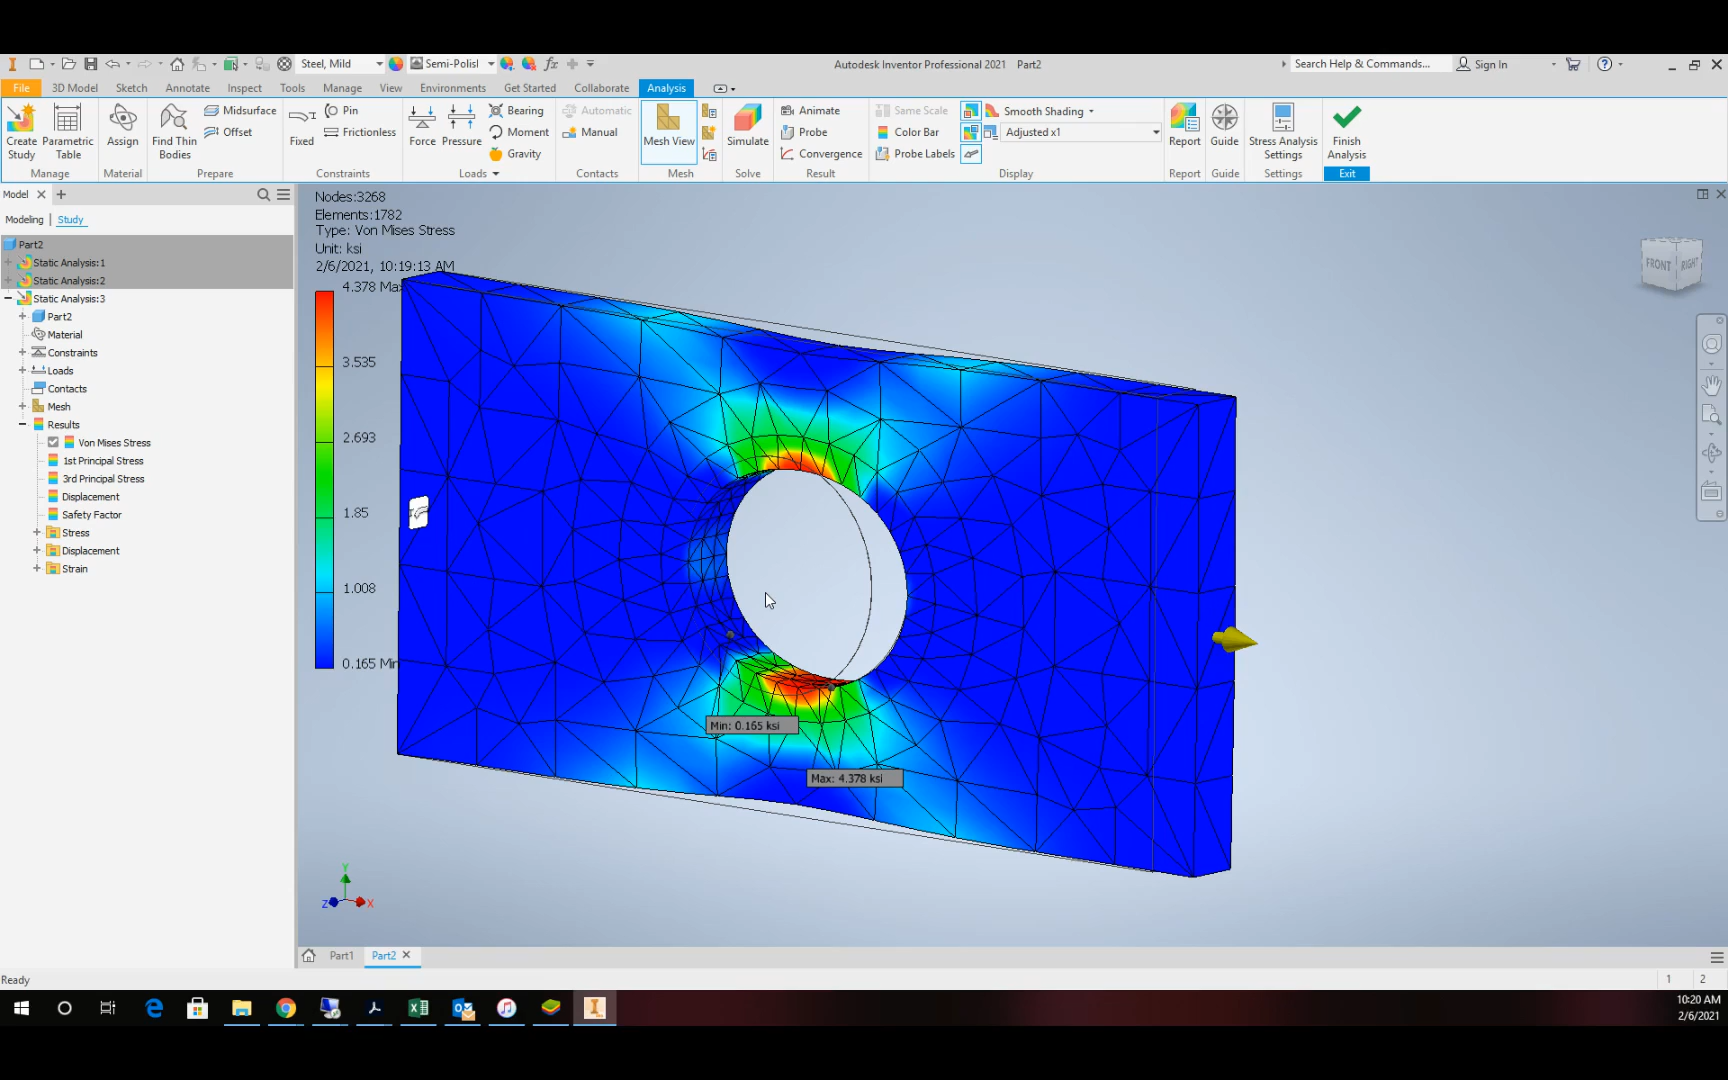 Steel, Mild
Semi-Polisl
Autodesk Inventor Professional 2021 Part2
Search Help & Commands...
Sign In
File 3D Model Sketch Annotate Inspect Tools Manage View Environments Get Started Collaborate Analysis
Create Study
Parametric Table
Manage
Assign
Material
Find Thin Bodies
Midsurface
Offset
Prepare
Fixed
Pin
Frictionless
Constraints
Force
Pressure
Bearing
Moment
Gravity
Loads
Automatic
Manual
Contacts
Mesh View
Mesh
Simulate
Solve
Animate
Probe
Convergence
Result
Same Scale
Color Bar
Probe Labels
Smooth Shading
Adjusted x1
Display
Report
Report
Guide
Guide
Stress Analysis Settings
Settings
Finish Analysis
Exit
Model
Modeling | Study
Part2
Static Analysis:1
Static Analysis:2
Static Analysis:3
Part2
Material
Constraints
Loads
Contacts
Mesh
Results
Von Mises Stress
1st Principal Stress
3rd Principal Stress
Displacement
Safety Factor
Stress
Displacement
Strain
Nodes:3268
Elements:1782
Type: Von Mises Stress
Unit: ksi
2/6/2021, 10:19:13 AM
4.378 Max
3.535
2.693
1.85
1.008
0.165 Min
Min: 0.165 ksi
Max: 4.378 ksi
FRONT
RIGHT
Y
Z
X
Part1
Part2
Ready
1 2
10:20 AM
2/6/2021